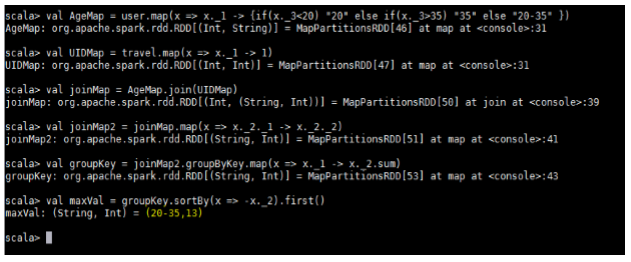 scala> val AgeMap = user.map(x => x._1 -> {if(x._3<20) "20" else if(x._3>35) "35" else "20-35" })
AgeMap: org.apache.spark.rdd.RDD[(Int, String)] = MapPartitionsRDD[46] at map at <console>:31
scala> val UIDMap = travel.map(x => x._1 -> 1)
UIDMap: org.apache.spark.rdd.RDD[(Int, Int)] = MapPartitionsRDD[47] at map at <console>:31
scala> val joinMap = AgeMap.join(UIDMap)
joinMap: org.apache.spark.rdd.RDD[(Int, (String, Int))] = MapPartitionsRDD[50] at join at <console>:39
scala> val joinMap2 = joinMap.map(x => x._2._1 -> x._2._2)
joinMap2: org.apache.spark.rdd.RDD[(String, Int)] = MapPartitionsRDD[51] at map at <console>:41
scala> val groupKey = joinMap2.groupByKey.map(x => x._1 -> x._2.sum)
groupKey: org.apache.spark.rdd.RDD[(String, Int)] = MapPartitionsRDD[53] at map at <console>:43
scala> val maxVal = groupKey.sortBy(x => -x._2).first()
maxVal: (String, Int) = (20-35,13)
scala>